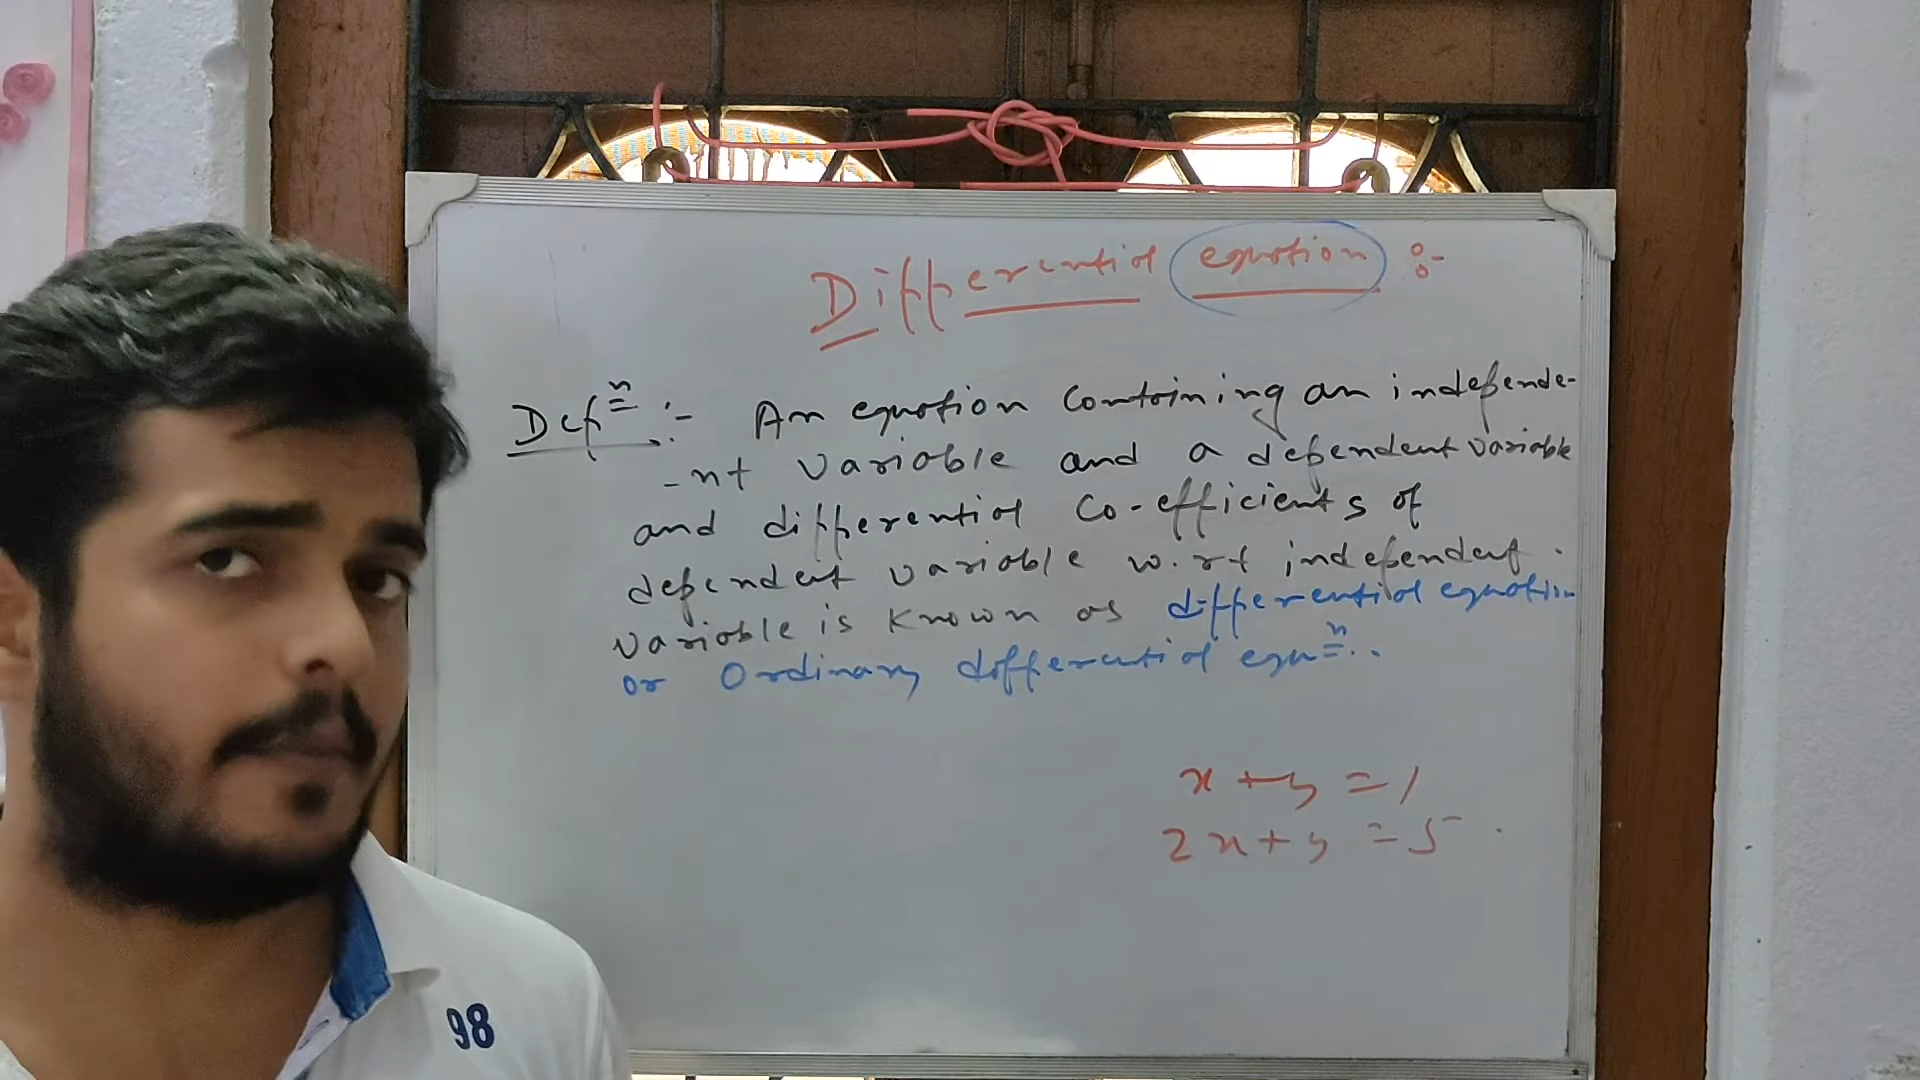 Differential equation :-
Defⁿ :- An equation containing an independe-
-nt variable and a dependent variable
and differential co-efficients of
dependent variable w.r.t independent
variable is known as differential equation
or Ordinary differential equⁿ..
x + y = 1
2x + y = 5
98